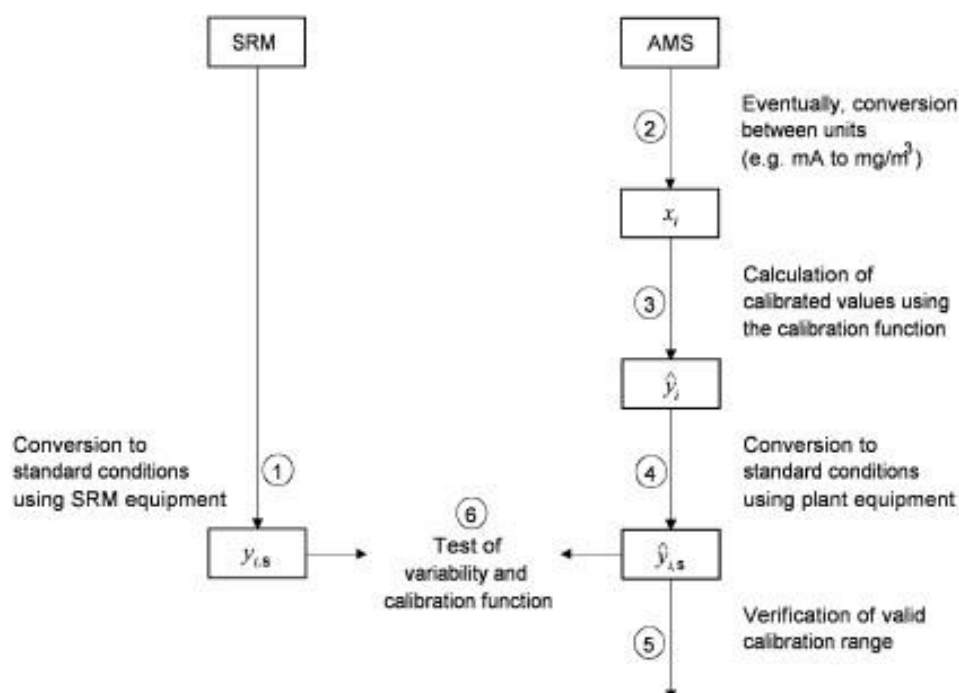 SRM
AMS
2
Eventually, conversion
between units
(e.g. mA to mg/m³)
xᵢ
3
Calculation of
calibrated values using
the calibration function
ŷᵢ
Conversion to
standard conditions
using SRM equipment
1
4
Conversion to
standard conditions
using plant equipment
6
Test of
variability and
calibration function
yᵢ,s
ŷᵢ,s
5
Verification of valid
calibration range